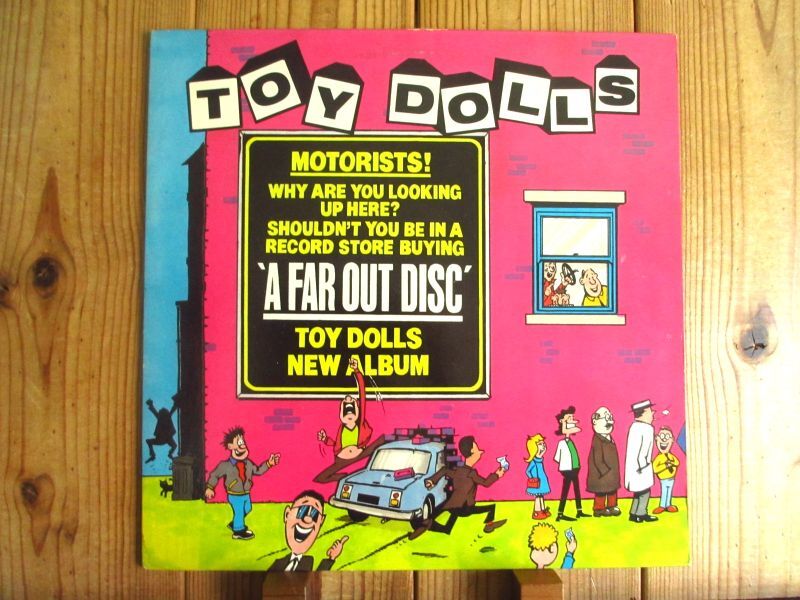 TOY DOLLS
MOTORISTS!
WHY ARE YOU LOOKING
UP HERE?
SHOULDN'T YOU BE IN A
RECORD STORE BUYING
'A FAR OUT DISC'
TOY DOLLS
NEW ALBUM